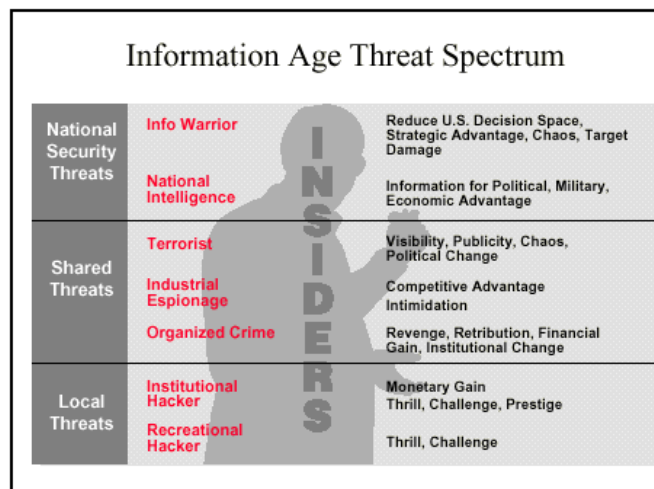 Information Age Threat Spectrum
National
Security
Threats
Info Warrior
Reduce U.S. Decision Space,
Strategic Advantage, Chaos, Target
Damage
National
Intelligence
Information for Political, Military,
Economic Advantage
Shared
Threats
Terrorist
Visibility, Publicity, Chaos,
Political Change
Industrial
Espionage
Competitive Advantage
Intimidation
Organized Crime
Revenge, Retribution, Financial
Gain, Institutional Change
Local
Threats
Institutional
Hacker
Monetary Gain
Thrill, Challenge, Prestige
Recreational
Hacker
Thrill, Challenge
INSIDERS